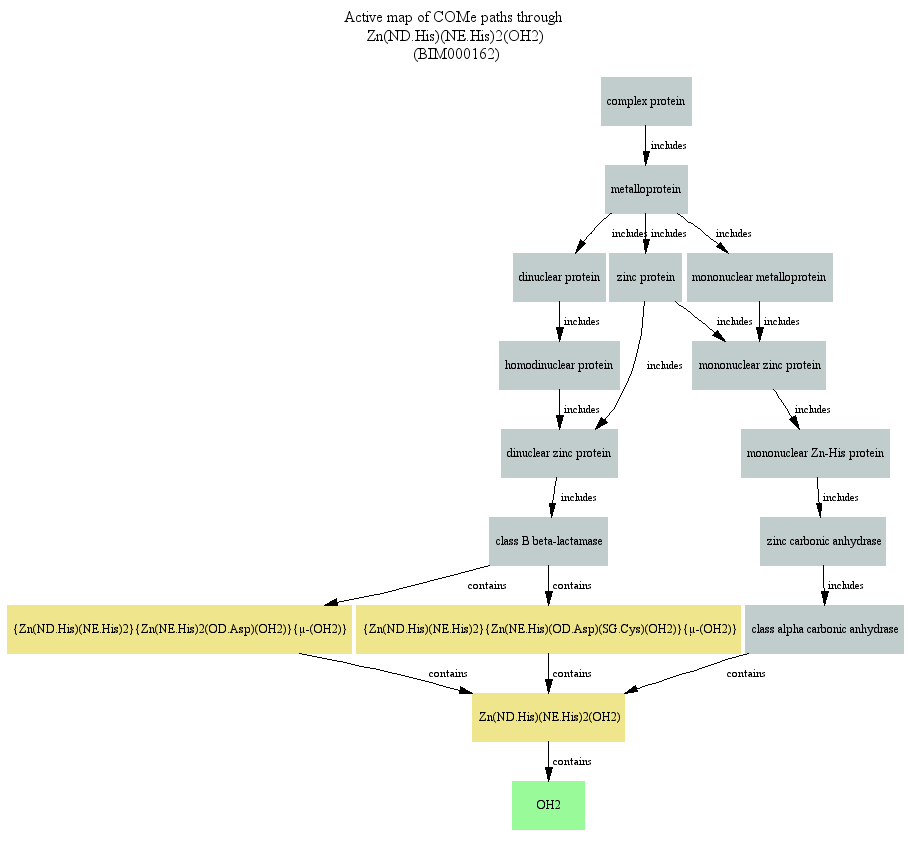 Active map of COMe paths through
Zn(ND.His)(NE.His)2(OH2)
(BIM000162)
complex protein
includes
metalloprotein
includes
includes
includes
dinuclear protein
zinc protein
mononuclear metalloprotein
includes
includes
includes
homodinuclear protein
includes
mononuclear zinc protein
includes
includes
dinuclear zinc protein
mononuclear Zn-His protein
includes
includes
class B beta-lactamase
zinc carbonic anhydrase
contains
contains
includes
{Zn(ND.His)(NE.His)2}{Zn(NE.His)2(OD.Asp)(OH2)}{μ-(OH2)}
{Zn(ND.His)(NE.His)2}{Zn(NE.His)(OD.Asp)(SG.Cys)(OH2)}{μ-(OH2)}
class alpha carbonic anhydrase
contains
contains
contains
Zn(ND.His)(NE.His)2(OH2)
contains
OH2